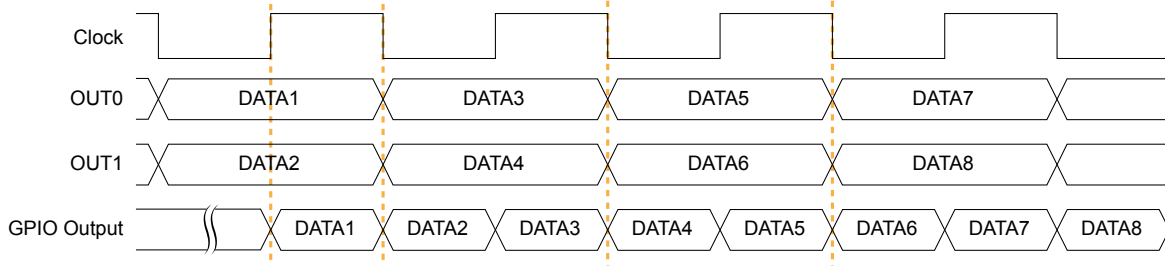 Clock
OUT0 DATA1 DATA3 DATA5 DATA7
OUT1 DATA2 DATA4 DATA6 DATA8
GPIO Output DATA1 DATA2 DATA3 DATA4 DATA5 DATA6 DATA7 DATA8